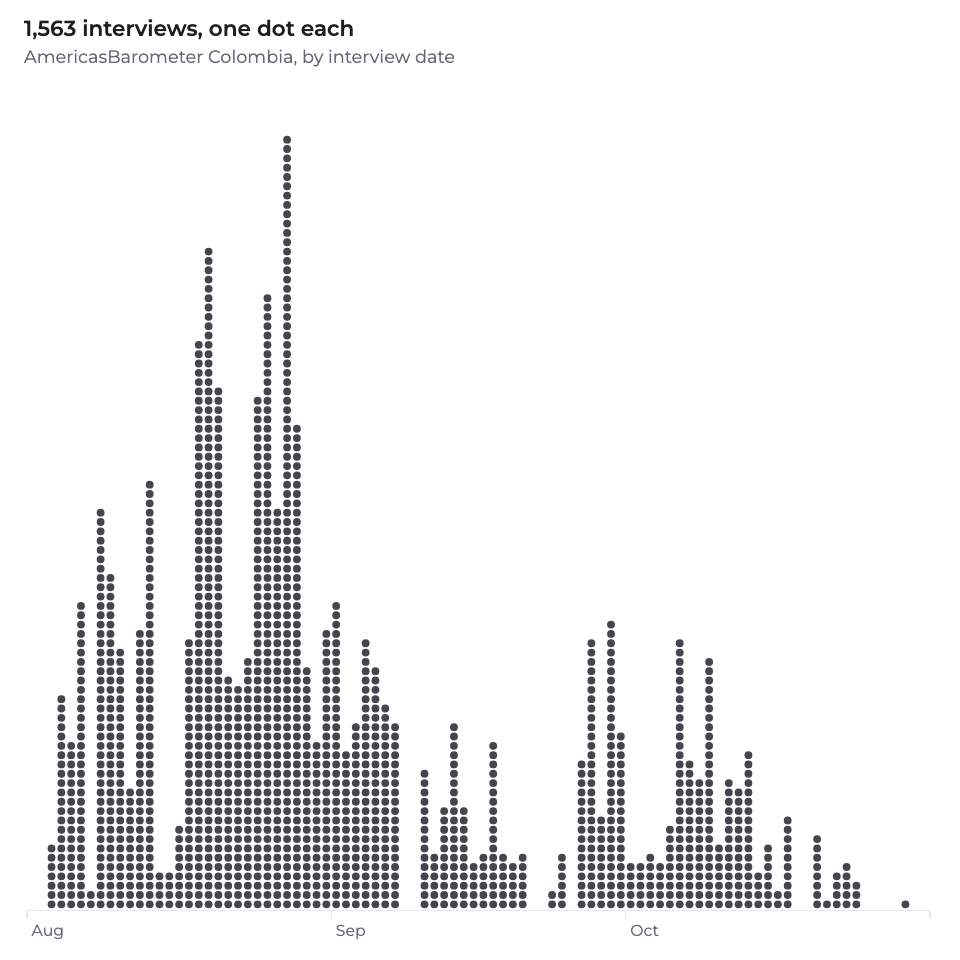 1,563 interviews, one dot each
AmericasBarometer Colombia, by interview date
Aug
Sep
Oct